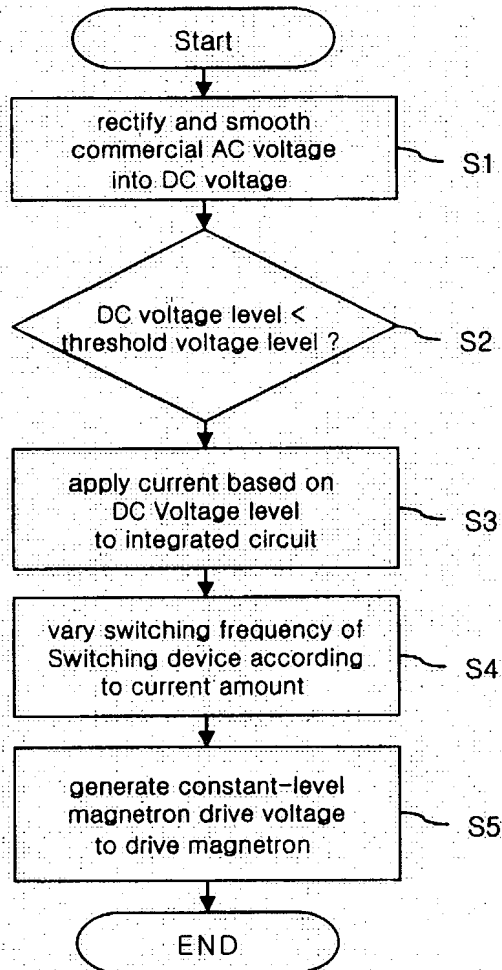 Start
rectify and smooth
commercial AC voltage
into DC voltage
S1
DC voltage level <
threshold voltage level ?
S2
apply current based on
DC Voltage level
to integrated circuit
S3
vary switching frequency of
Switching device according
to current amount
S4
generate constant-level
magnetron drive voltage
to drive magnetron
S5
END